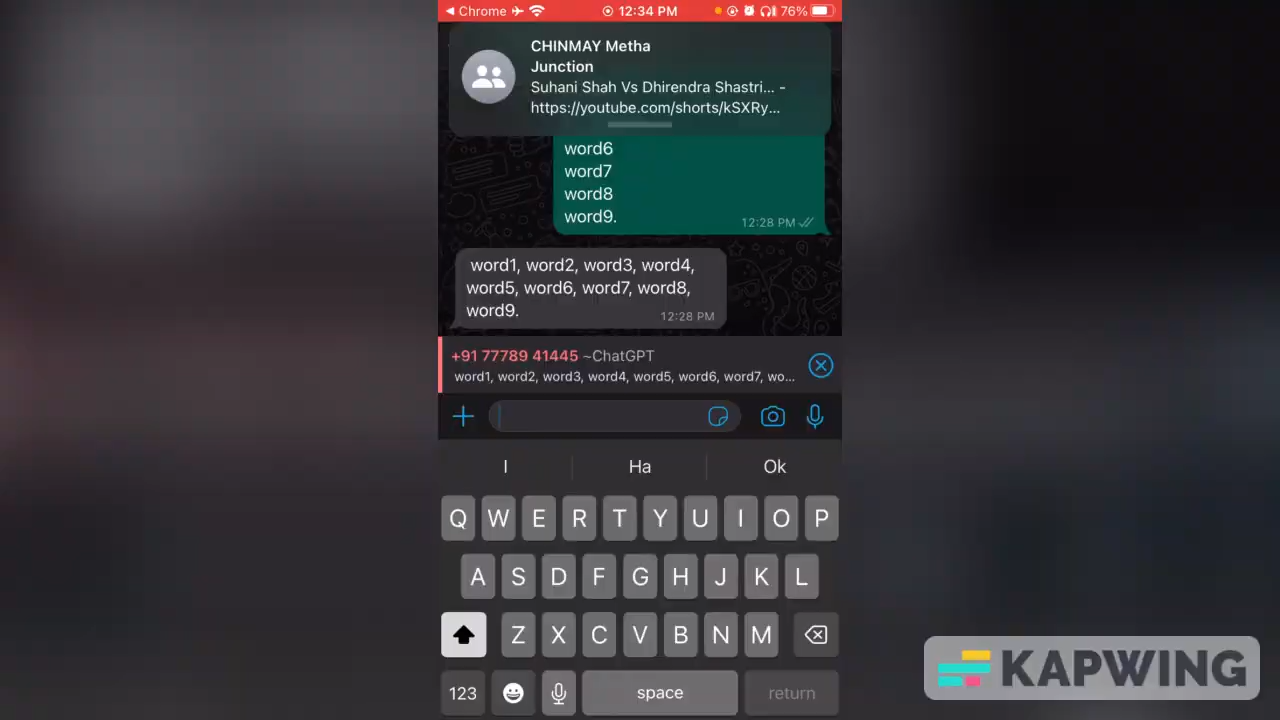 Chrome 12:34 PM 76%
CHINMAY Metha
Junction
Suhani Shah Vs Dhirendra Shastri... -
https://youtube.com/shorts/kSXRy...
word6
word7
word8
word9.
12:28 PM
word1, word2, word3, word4,
word5, word6, word7, word8,
word9.
12:28 PM
+91 77789 41445 ~ChatGPT
word1, word2, word3, word4, word5, word6, word7, wo...
I Ha Ok
Q W E R T Y U I O P
A S D F G H J K L
Z X C V B N M
123 space return
KAPWING